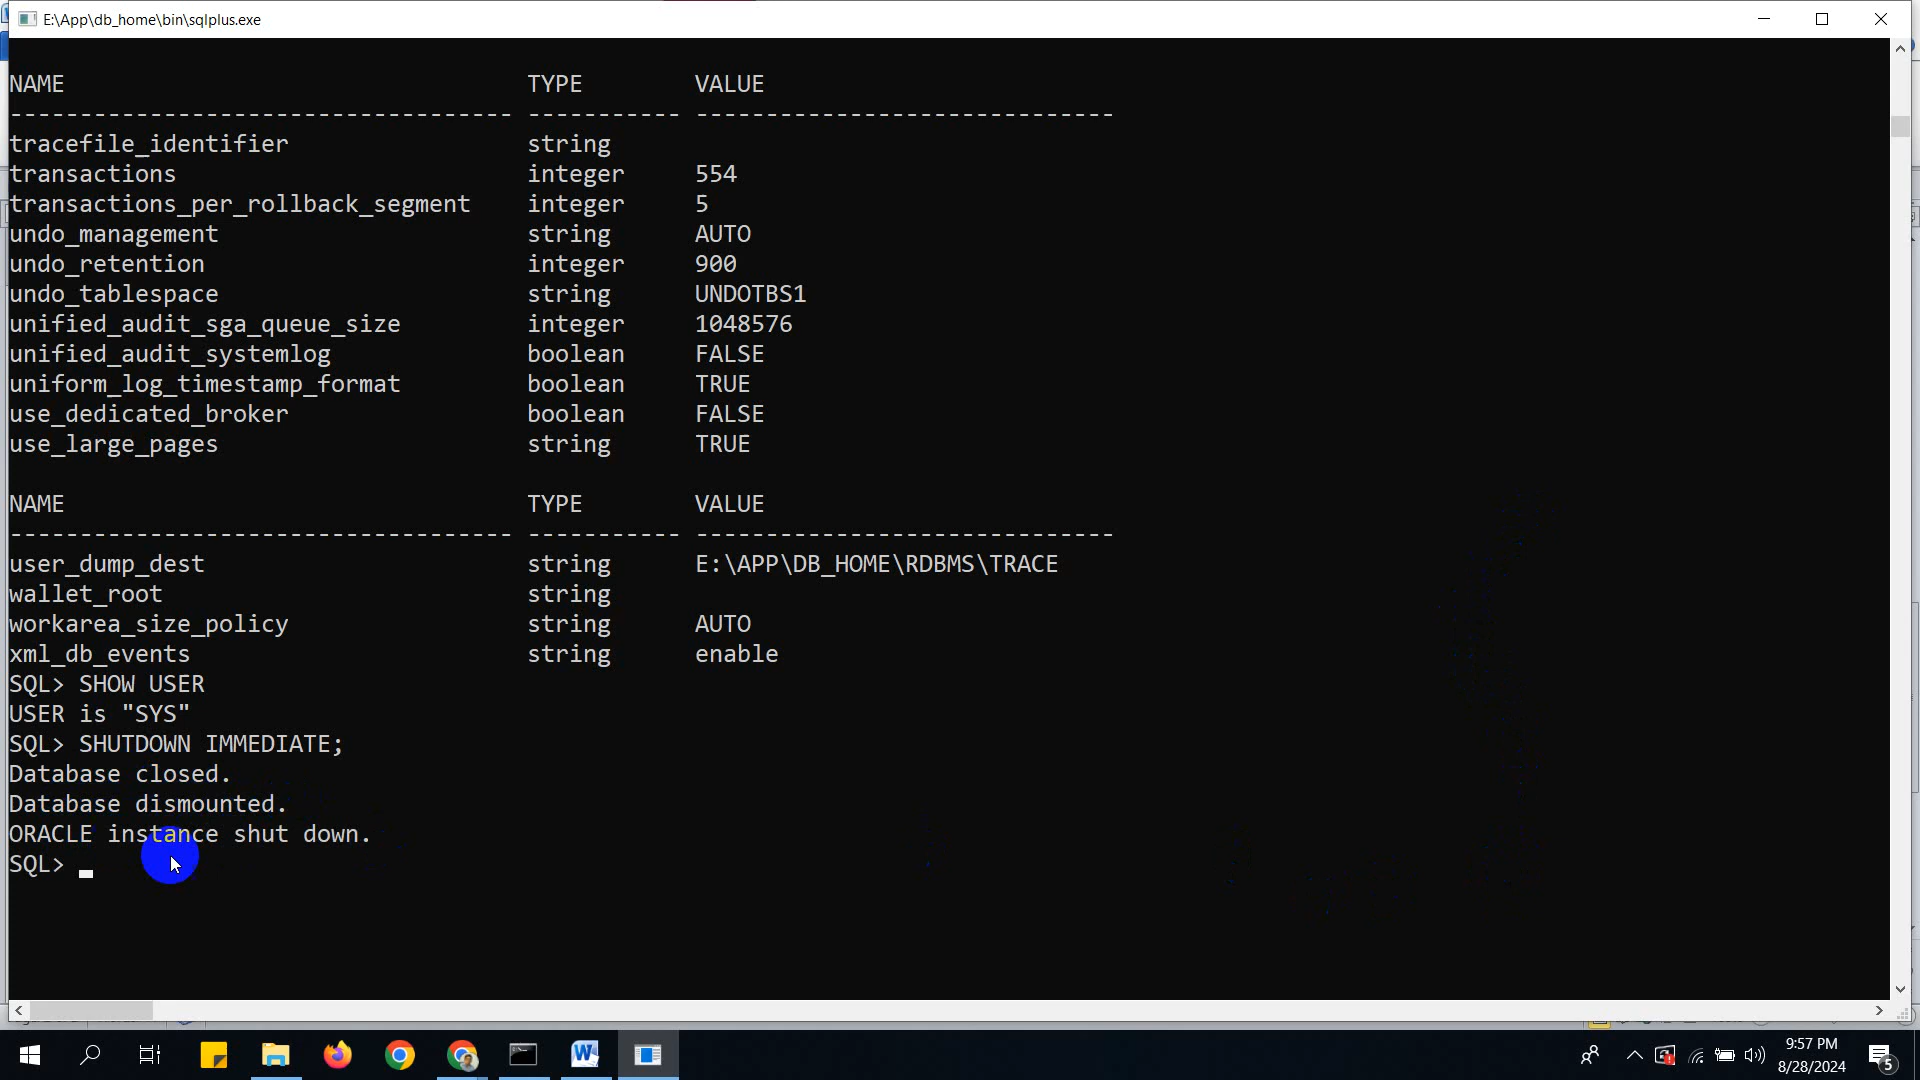 E:\App\db_home\bin\sqlplus.exe
NAME TYPE VALUE
------------------------------------ ----------- ------------------------------
tracefile_identifier string
transactions integer 554
transactions_per_rollback_segment integer 5
undo_management string AUTO
undo_retention integer 900
undo_tablespace string UNDOTBS1
unified_audit_sga_queue_size integer 1048576
unified_audit_systemlog boolean FALSE
uniform_log_timestamp_format boolean TRUE
use_dedicated_broker boolean FALSE
use_large_pages string TRUE
NAME TYPE VALUE
------------------------------------ ----------- ------------------------------
user_dump_dest string E:\APP\DB_HOME\RDBMS\TRACE
wallet_root string
workarea_size_policy string AUTO
xml_db_events string enable
SQL> SHOW USER
USER is "SYS"
SQL> SHUTDOWN IMMEDIATE;
Database closed.
Database dismounted.
ORACLE instance shut down.
SQL>
9:57 PM
8/28/2024
5